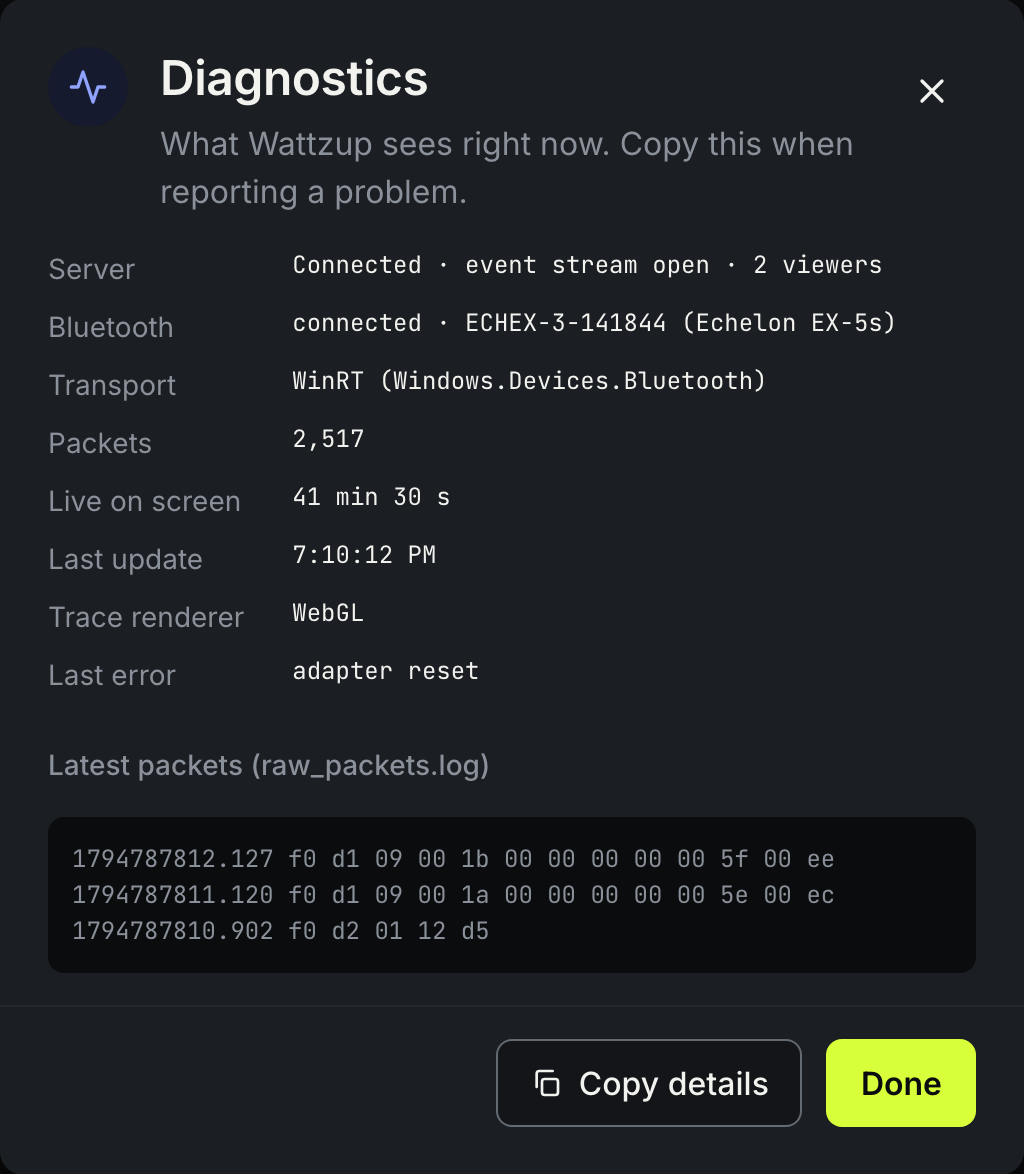 Diagnostics
What Wattzup sees right now. Copy this when
reporting a problem.
Server Connected · event stream open · 2 viewers
Bluetooth connected · ECHEX-3-141844 (Echelon EX-5s)
Transport WinRT (Windows.Devices.Bluetooth)
Packets 2,517
Live on screen 41 min 30 s
Last update 7:10:12 PM
Trace renderer WebGL
Last error adapter reset
Latest packets (raw_packets.log)
1794787812.127 f0 d1 09 00 1b 00 00 00 00 00 5f 00 ee
1794787811.120 f0 d1 09 00 1a 00 00 00 00 00 5e 00 ec
1794787810.902 f0 d2 01 12 d5
Copy details Done